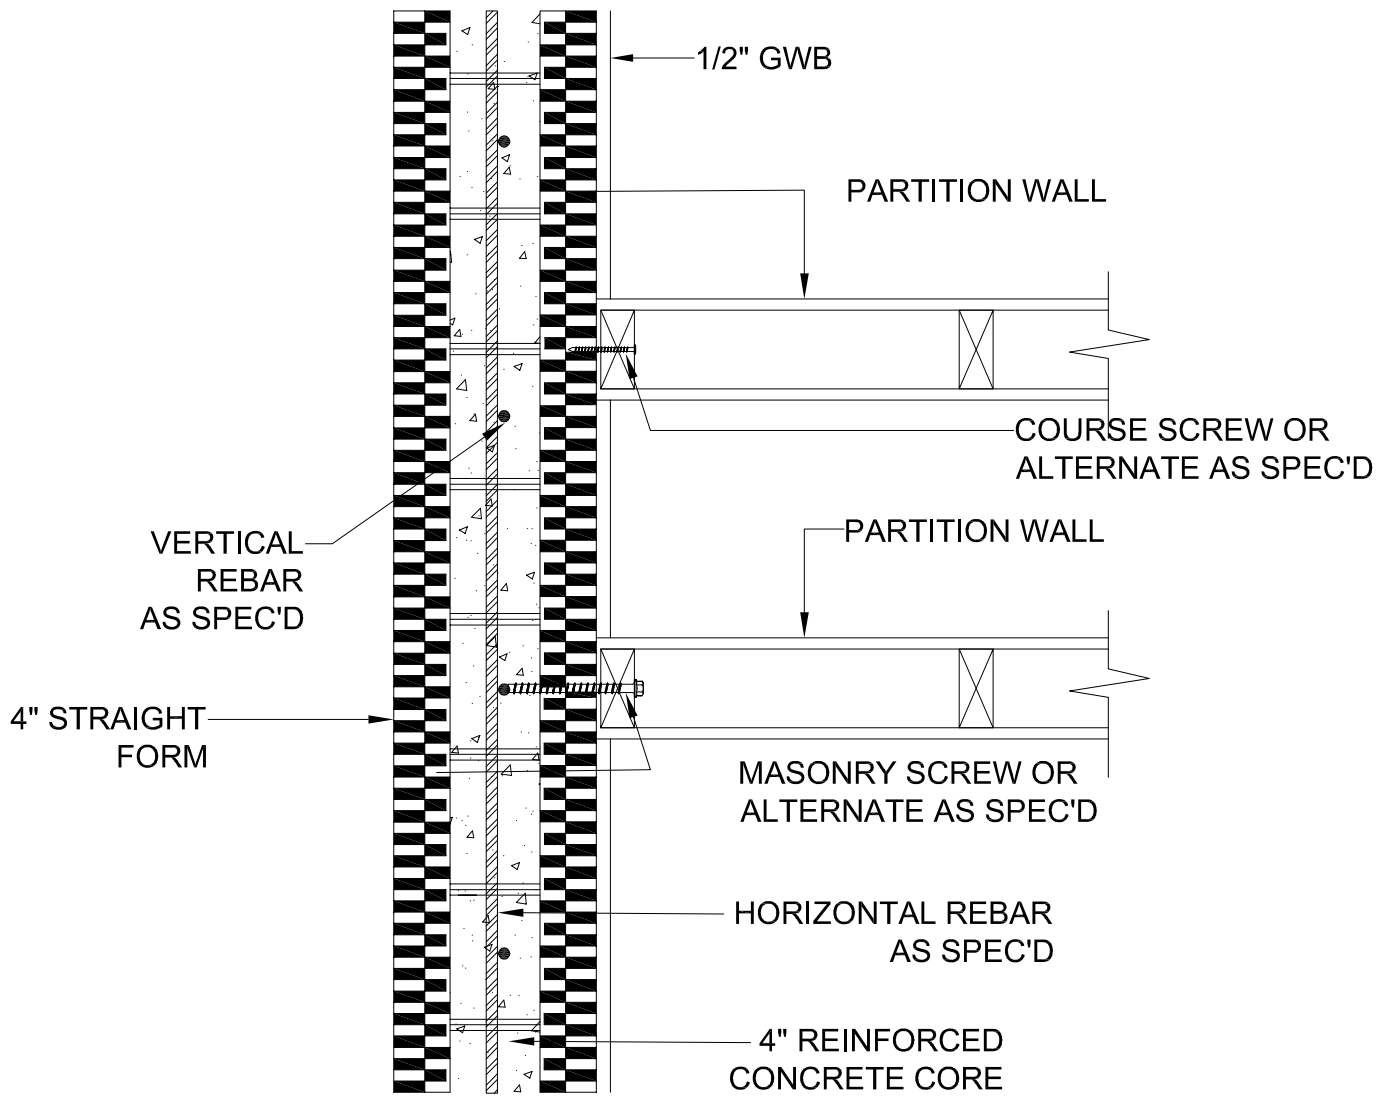 1/2" GWB
PARTITION WALL
COURSE SCREW OR
ALTERNATE AS SPEC'D
PARTITION WALL
VERTICAL
REBAR
AS SPEC'D
4" STRAIGHT
FORM
MASONRY SCREW OR
ALTERNATE AS SPEC'D
HORIZONTAL REBAR
AS SPEC'D
4" REINFORCED
CONCRETE CORE